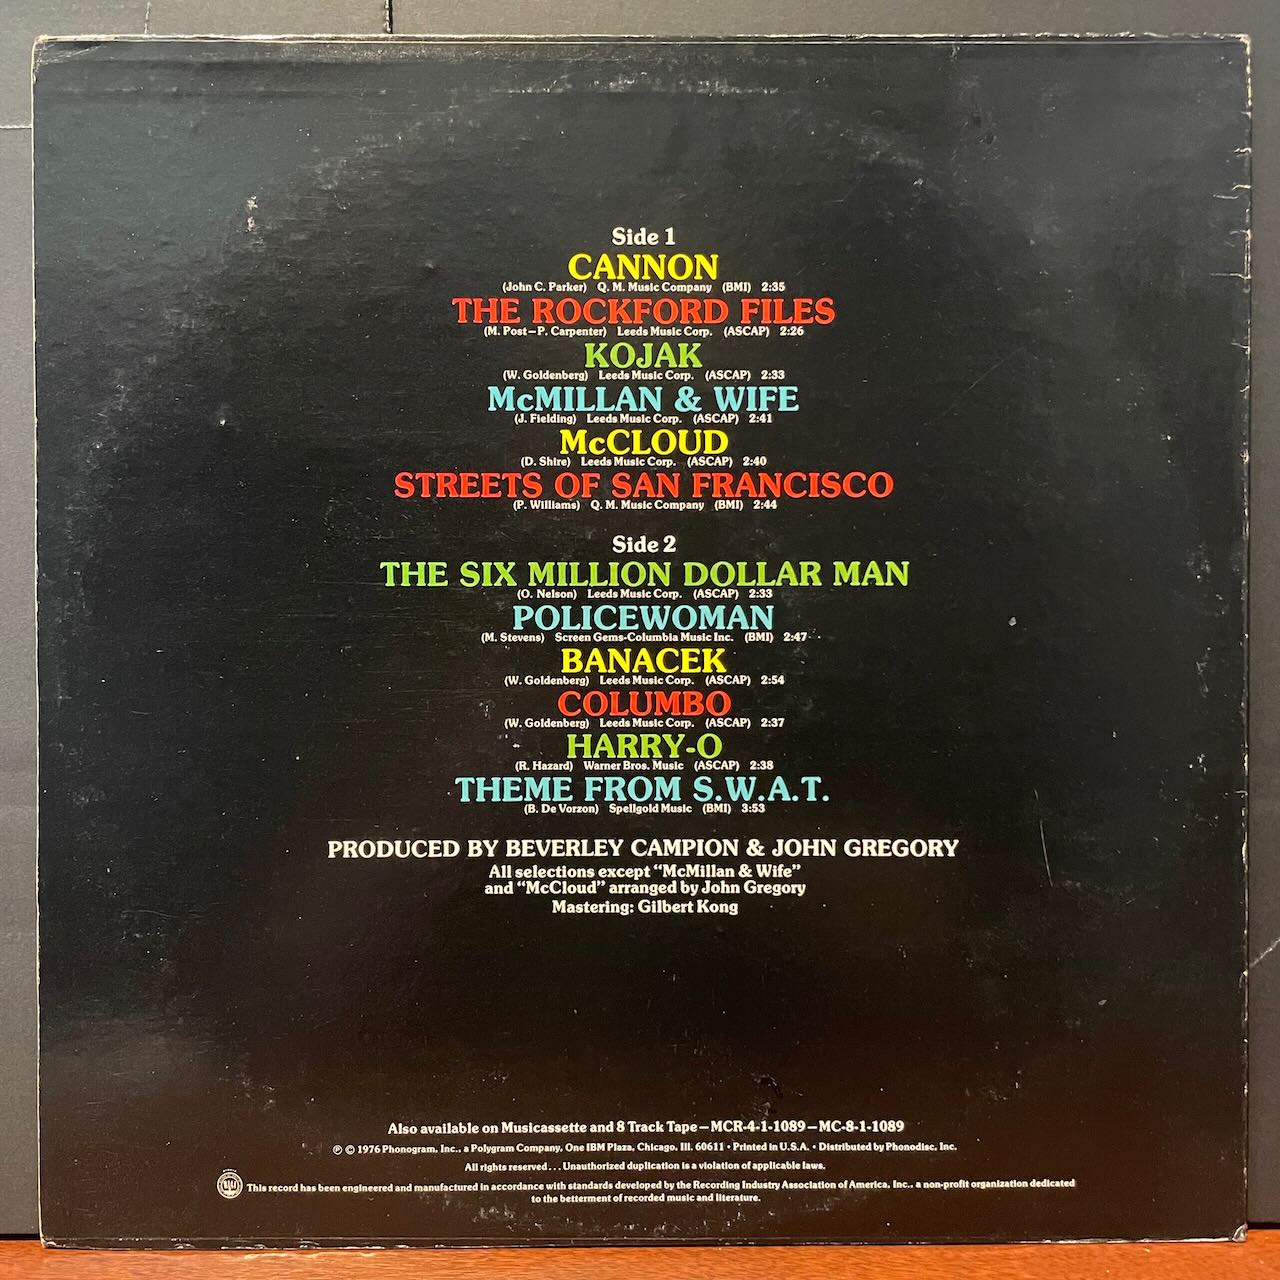 Side 1
CANNON
(John C. Parker) Q. M. Music Company (BMI) 2:35
THE ROCKFORD FILES
(M. Post–P. Carpenter) Leeds Music Corp. (ASCAP) 2:26
KOJAK
(W. Goldenberg) Leeds Music Corp. (ASCAP) 2:33
McMILLAN & WIFE
(J. Fielding) Leeds Music Corp. (ASCAP) 2:41
McCLOUD
(D. Shire) Leeds Music Corp. (ASCAP) 2:40
STREETS OF SAN FRANCISCO
(P. Williams) Q. M. Music Company (BMI) 2:44
Side 2
THE SIX MILLION DOLLAR MAN
(O. Nelson) Leeds Music Corp. (ASCAP) 2:33
POLICEWOMAN
(M. Stevens) Screen Gems-Columbia Music Inc. (BMI) 2:47
BANACEK
(W. Goldenberg) Leeds Music Corp. (ASCAP) 2:54
COLUMBO
(W. Goldenberg) Leeds Music Corp. (ASCAP) 2:37
HARRY-O
(R. Hazard) Warner Bros. Music (ASCAP) 2:38
THEME FROM S.W.A.T.
(B. De Vorzon) Spellgold Music (BMI) 3:53
PRODUCED BY BEVERLEY CAMPION & JOHN GREGORY
All selections except “McMillan & Wife”
and “McCloud” arranged by John Gregory
Mastering: Gilbert Kong
Also available on Musicassette and 8 Track Tape–MCR-4-1-1089–MC-8-1-1089
℗ © 1976 Phonogram, Inc., a Polygram Company, One IBM Plaza, Chicago, Ill. 60611 • Printed in U.S.A. • Distributed by Phonodisc, Inc.
All rights reserved... Unauthorized duplication is a violation of applicable laws.
This record has been engineered and manufactured in accordance with standards developed by the Recording Industry Association of America, Inc., a non-profit organization dedicated
to the betterment of recorded music and literature.